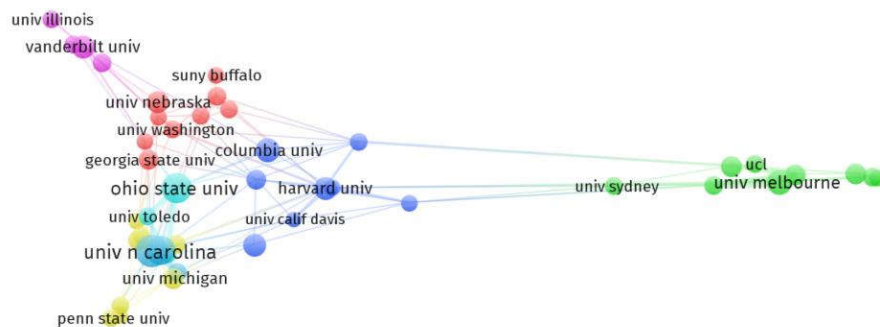 univ illinois
vanderbilt univ
suny buffalo
univ nebraska
univ washington
columbia univ
georgia state univ
ucl
ohio state univ
harvard univ
univ sydney
univ melbourne
univ toledo
univ calif davis
univ n carolina
univ michigan
penn state univ